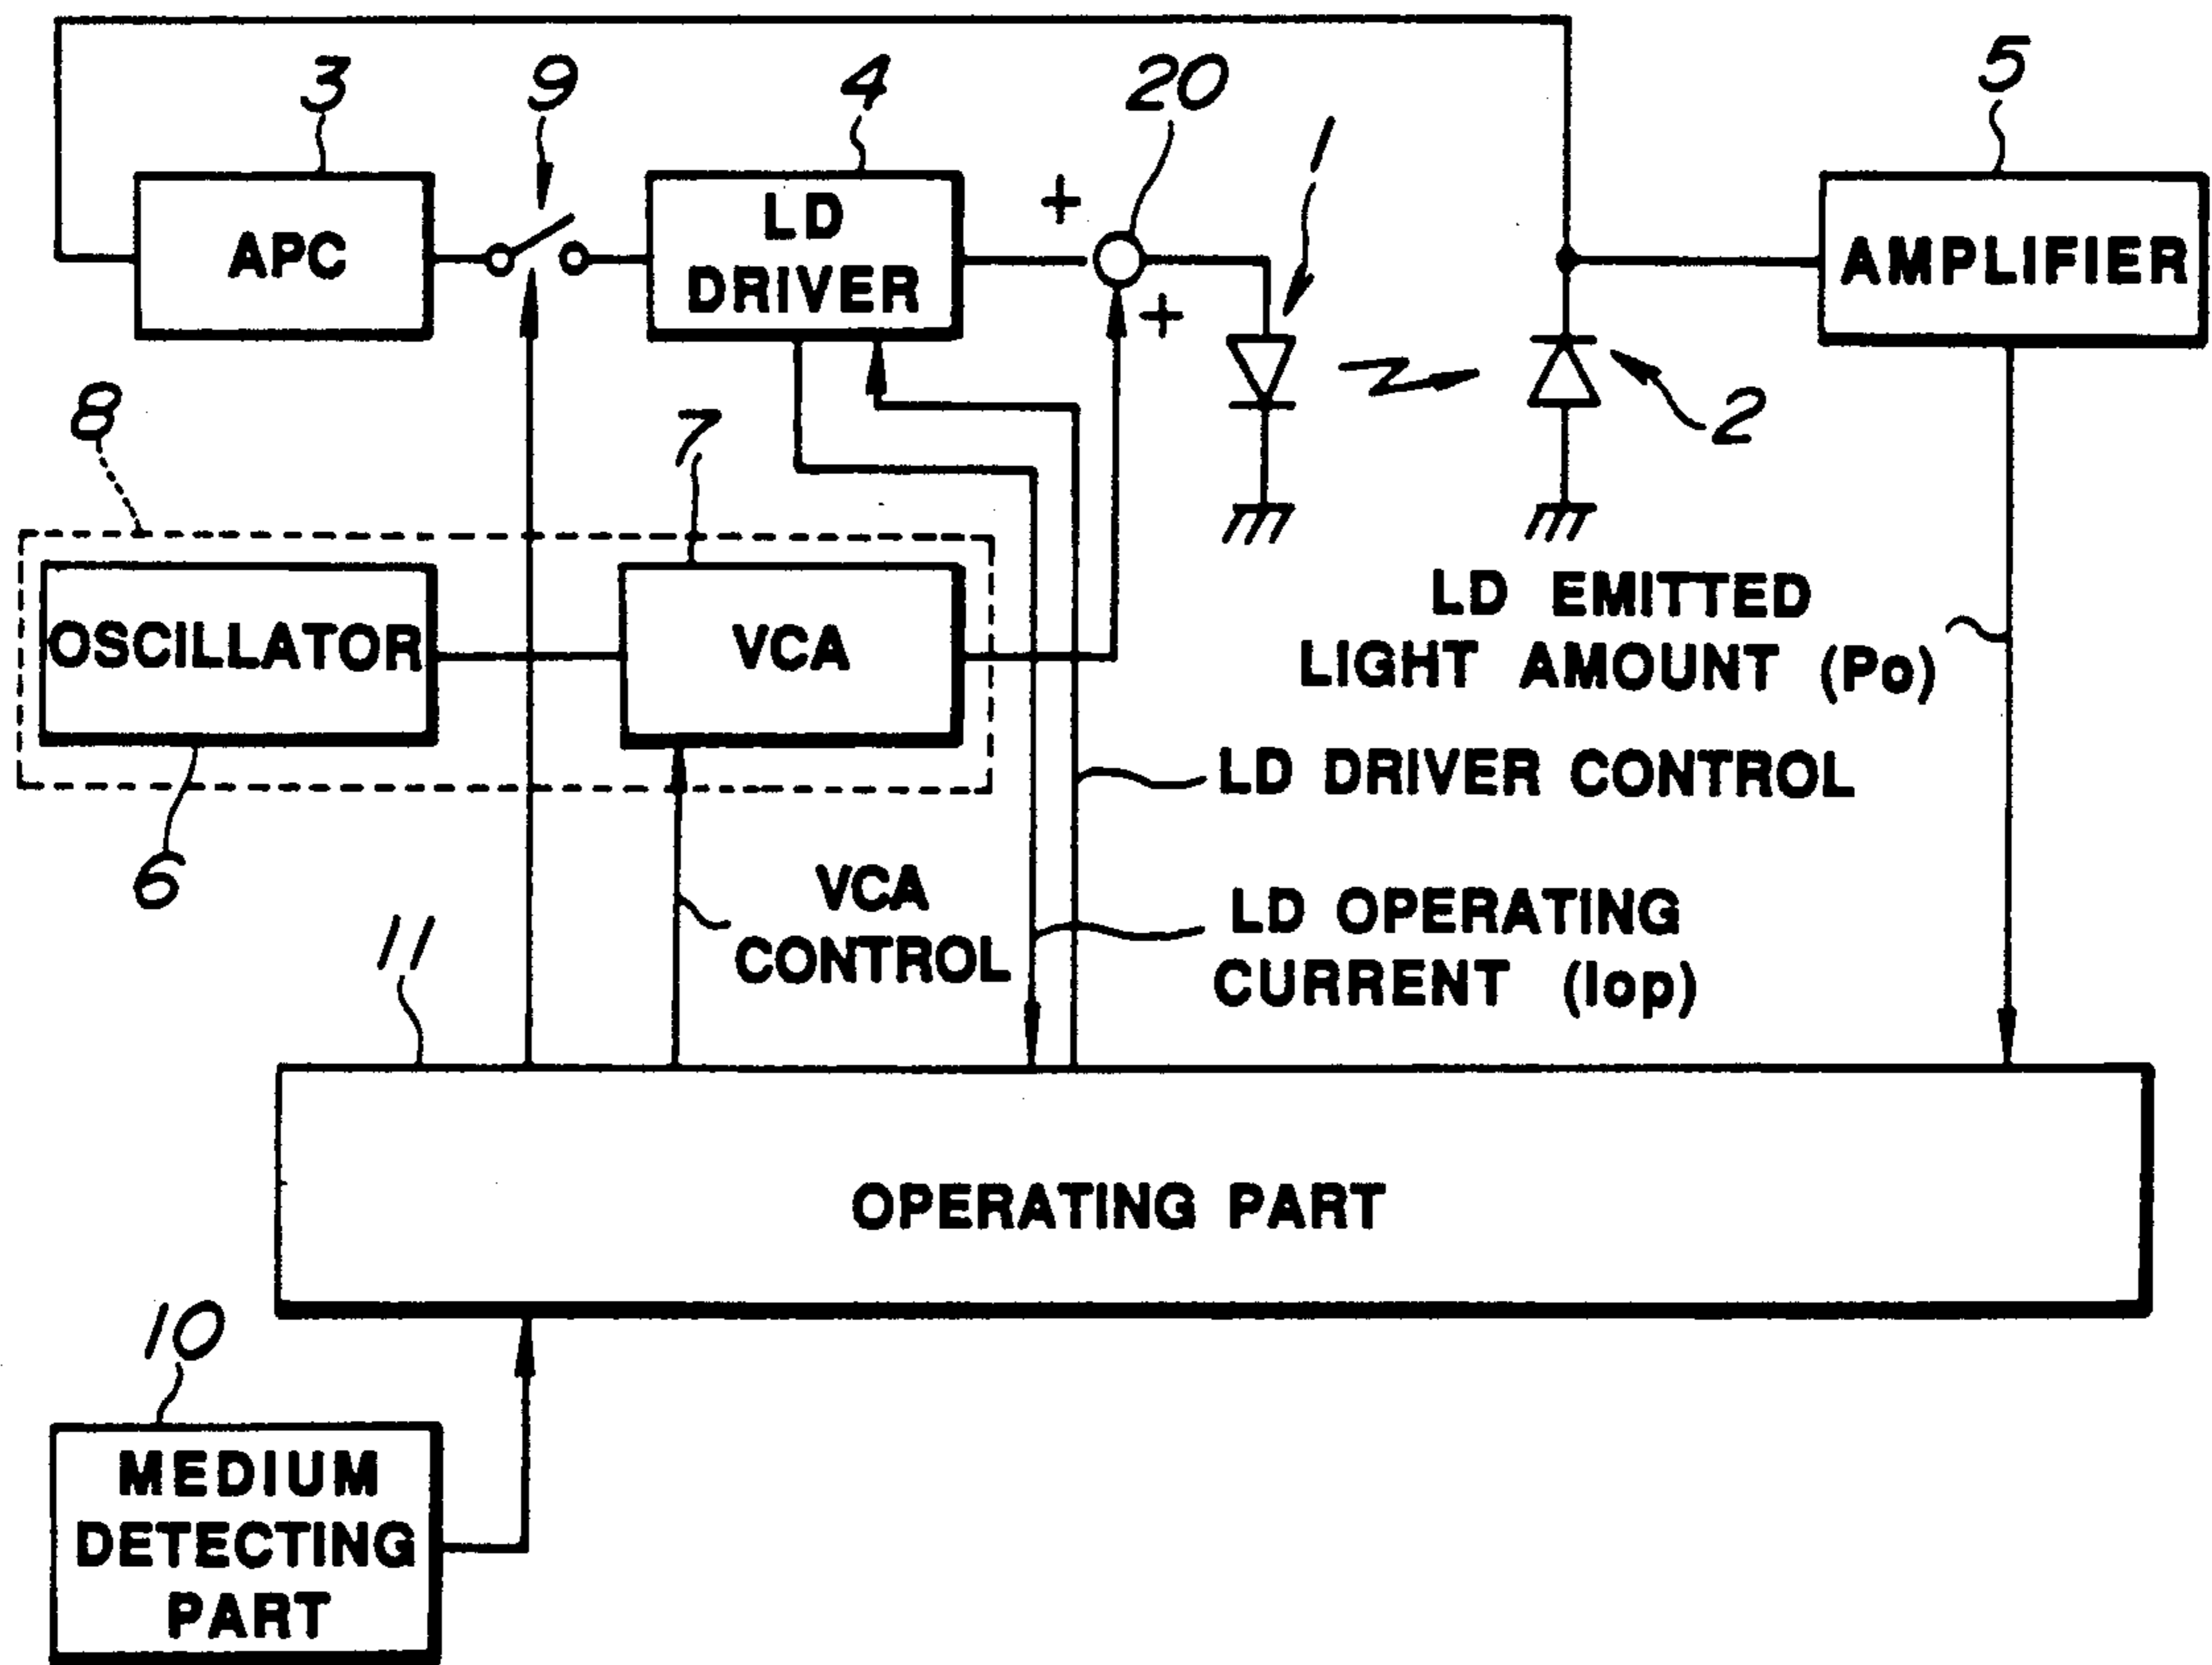 3
9
4
20
1
5
APC
LD
DRIVER
+
+
AMPLIFIER
2
8
7
OSCILLATOR
VCA
6
LD EMITTED
LIGHT AMOUNT (Po)
LD DRIVER CONTROL
VCA
CONTROL
LD OPERATING
CURRENT (Iop)
11
OPERATING PART
10
MEDIUM
DETECTING
PART